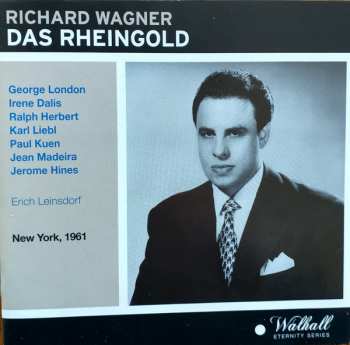 RICHARD WAGNER
DAS RHEINGOLD
George London
Irene Dalis
Ralph Herbert
Karl Liebl
Paul Kuen
Jean Madeira
Jerome Hines
Erich Leinsdorf
New York, 1961
Walhall
ETERNITY SERIES